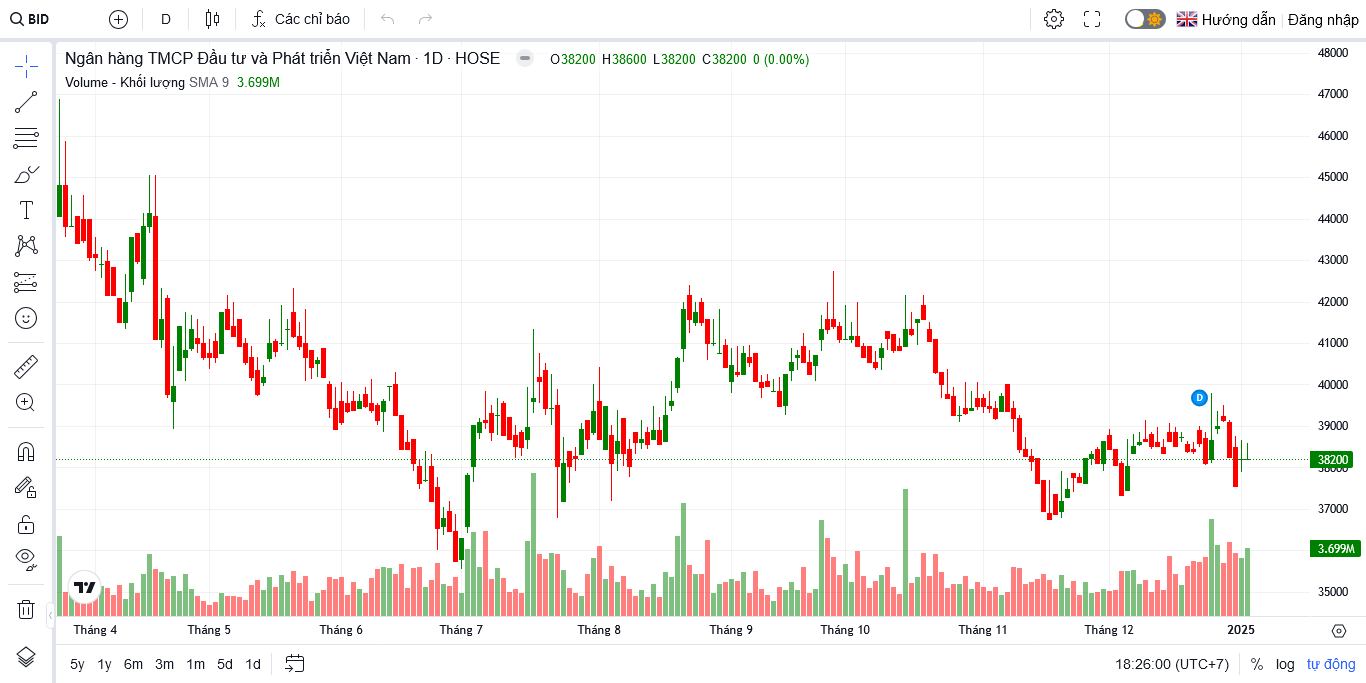 BID
D
Các chỉ báo
Hướng dẫn
Đăng nhập
Ngân hàng TMCP Đầu tư và Phát triển Việt Nam · 1D · HOSE
O38200 H38600 L38200 C38200 0 (0.00%)
Volume - Khối lượng SMA 9 3.699M
48000
47000
46000
45000
44000
43000
42000
41000
40000
D
39000
38200
38000
37000
3.699M
35000
Tháng 4 Tháng 5 Tháng 6 Tháng 7 Tháng 8 Tháng 9 Tháng 10 Tháng 11 Tháng 12 2025
5y 1y 6m 3m 1m 5d 1d
18:26:00 (UTC+7)
% log tự động